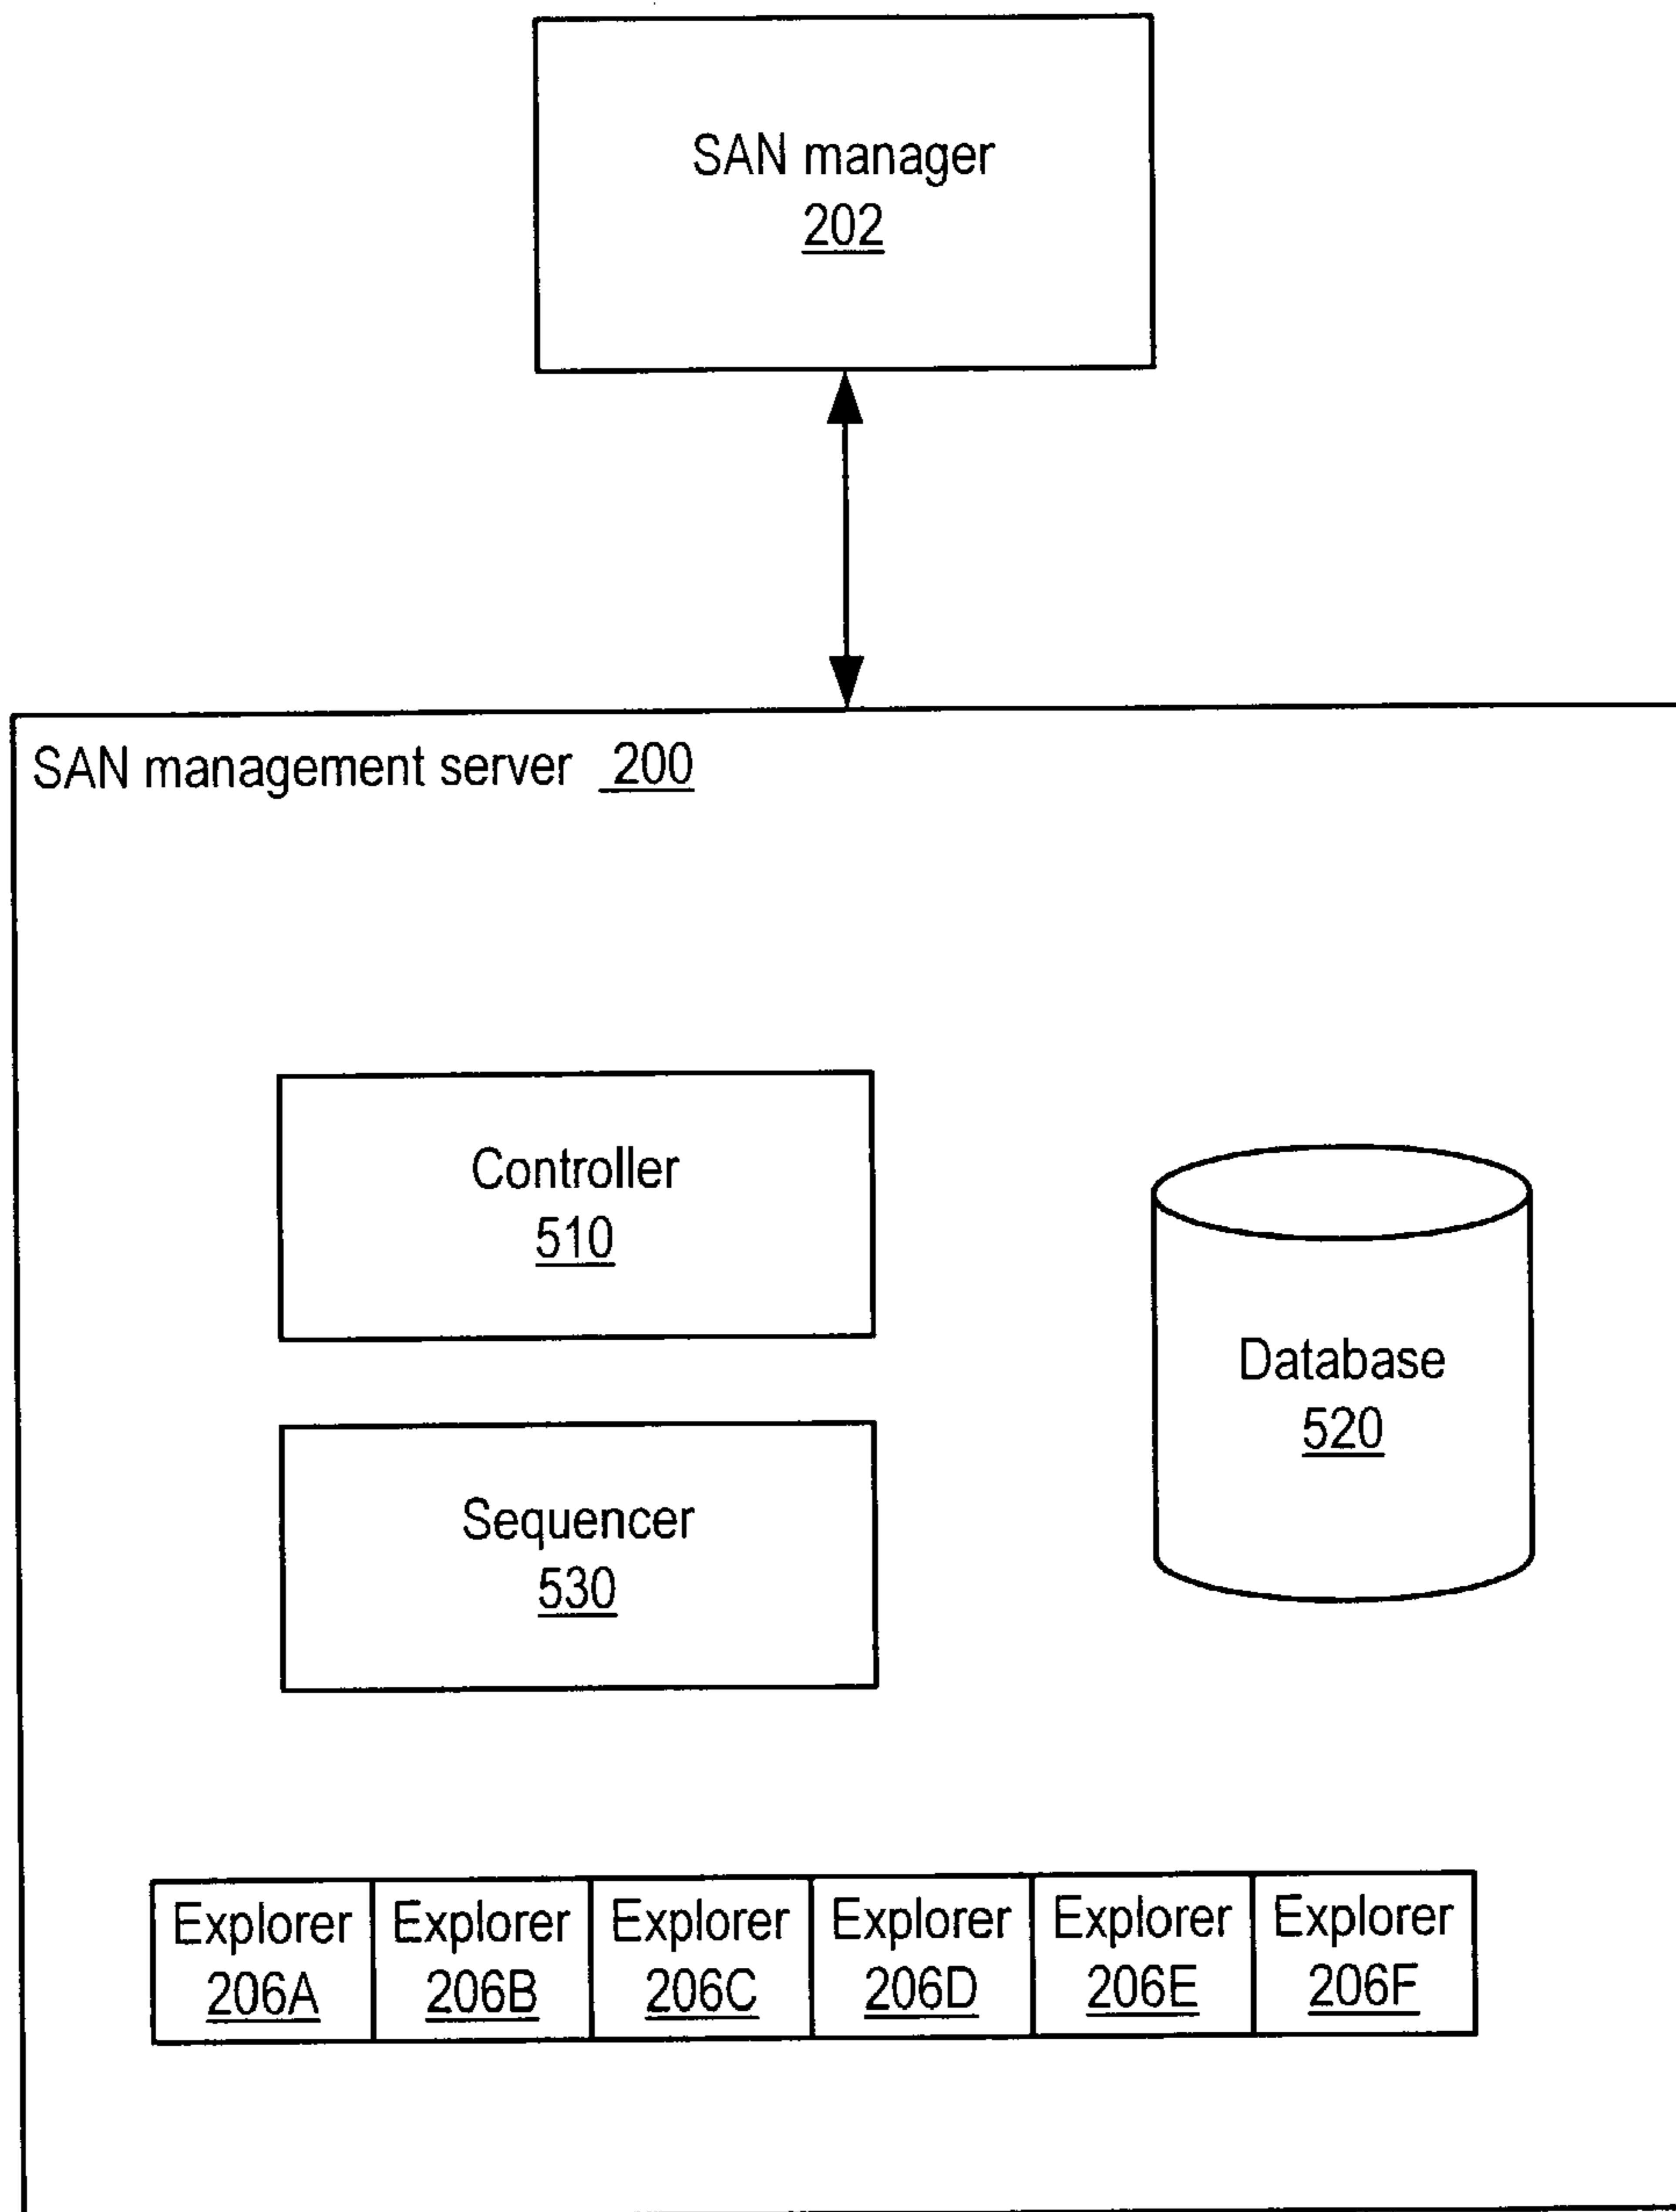 SAN manager
202
SAN management server 200
Controller
510
Database
520
Sequencer
530
Explorer Explorer Explorer Explorer Explorer Explorer
206A 206B 206C 206D 206E 206F